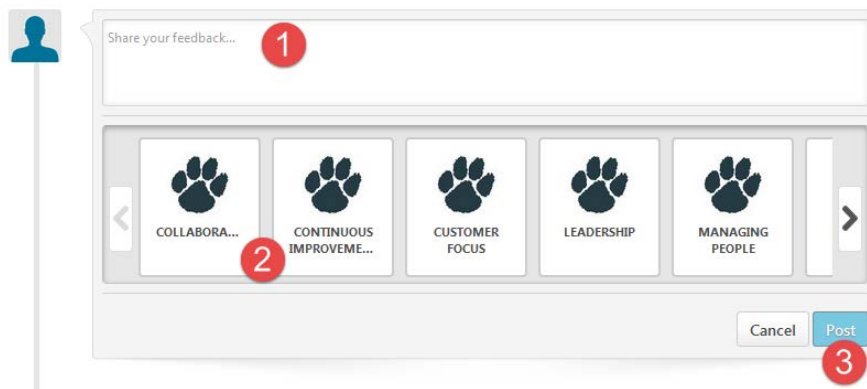 Share your feedback...
1
COLLABORA...
CONTINUOUS
IMPROVEME...
CUSTOMER
FOCUS
LEADERSHIP
MANAGING
PEOPLE
2
Cancel
Post
3